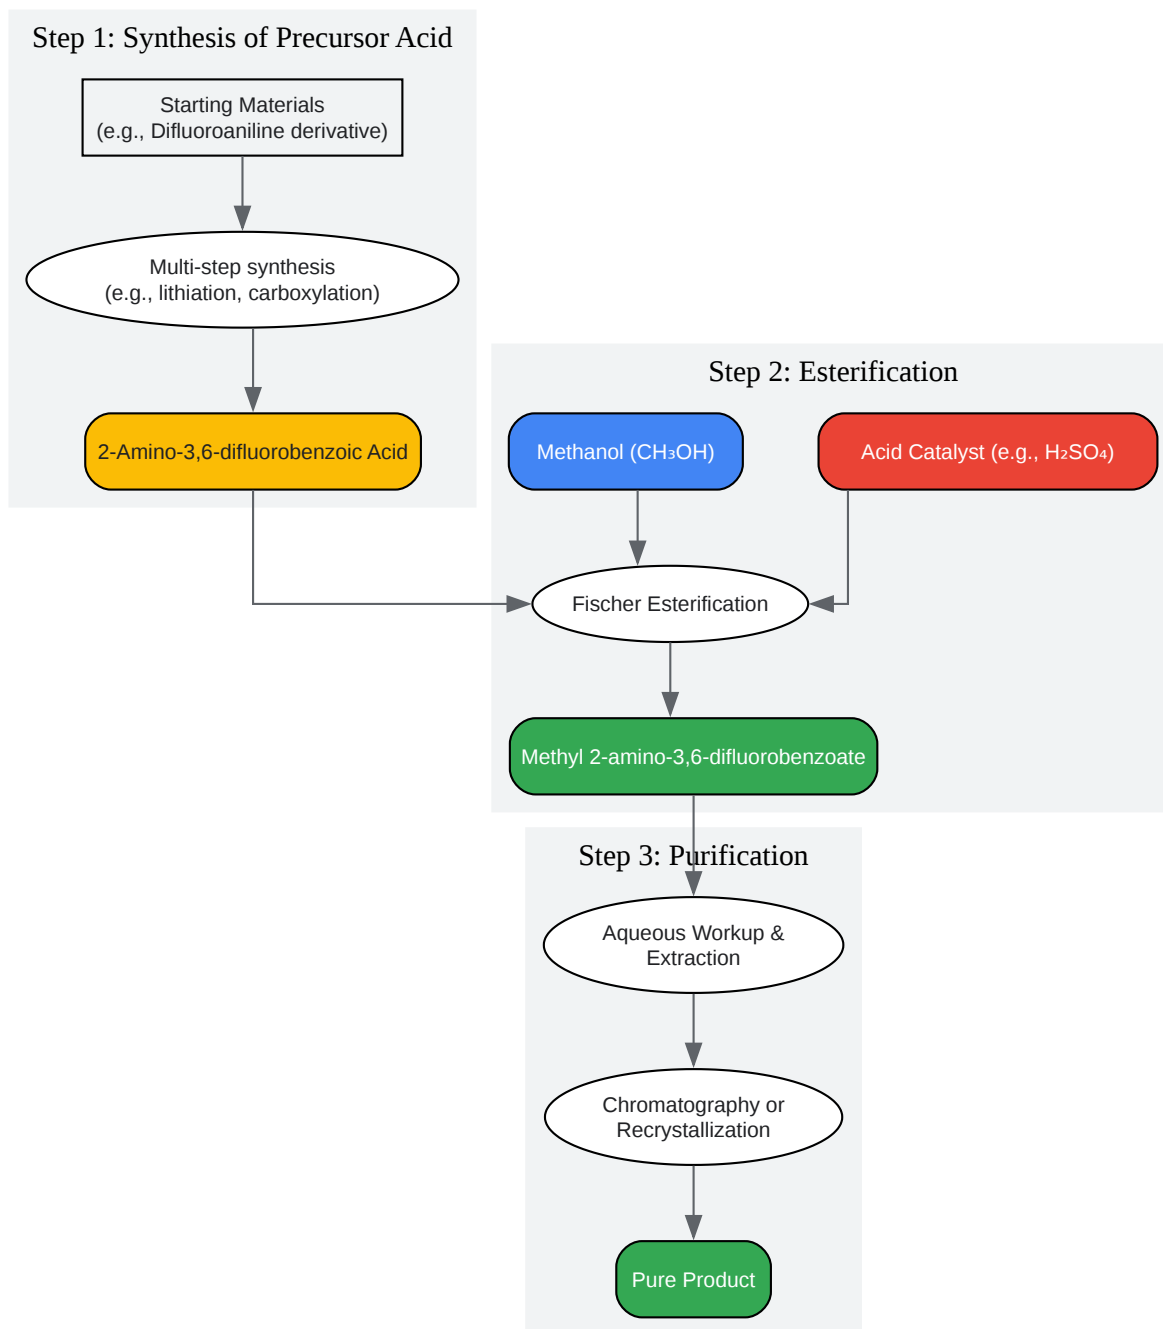 Step 1: Synthesis of Precursor Acid
Starting Materials
(e.g., Difluoroaniline derivative)
Multi-step synthesis
(e.g., lithiation, carboxylation)
2-Amino-3,6-difluorobenzoic Acid
Step 2: Esterification
Methanol (CH₃OH)
Acid Catalyst (e.g., H₂SO₄)
Fischer Esterification
Methyl 2-amino-3,6-difluorobenzoate
Step 3: Purification
Aqueous Workup &
Extraction
Chromatography or
Recrystallization
Pure Product